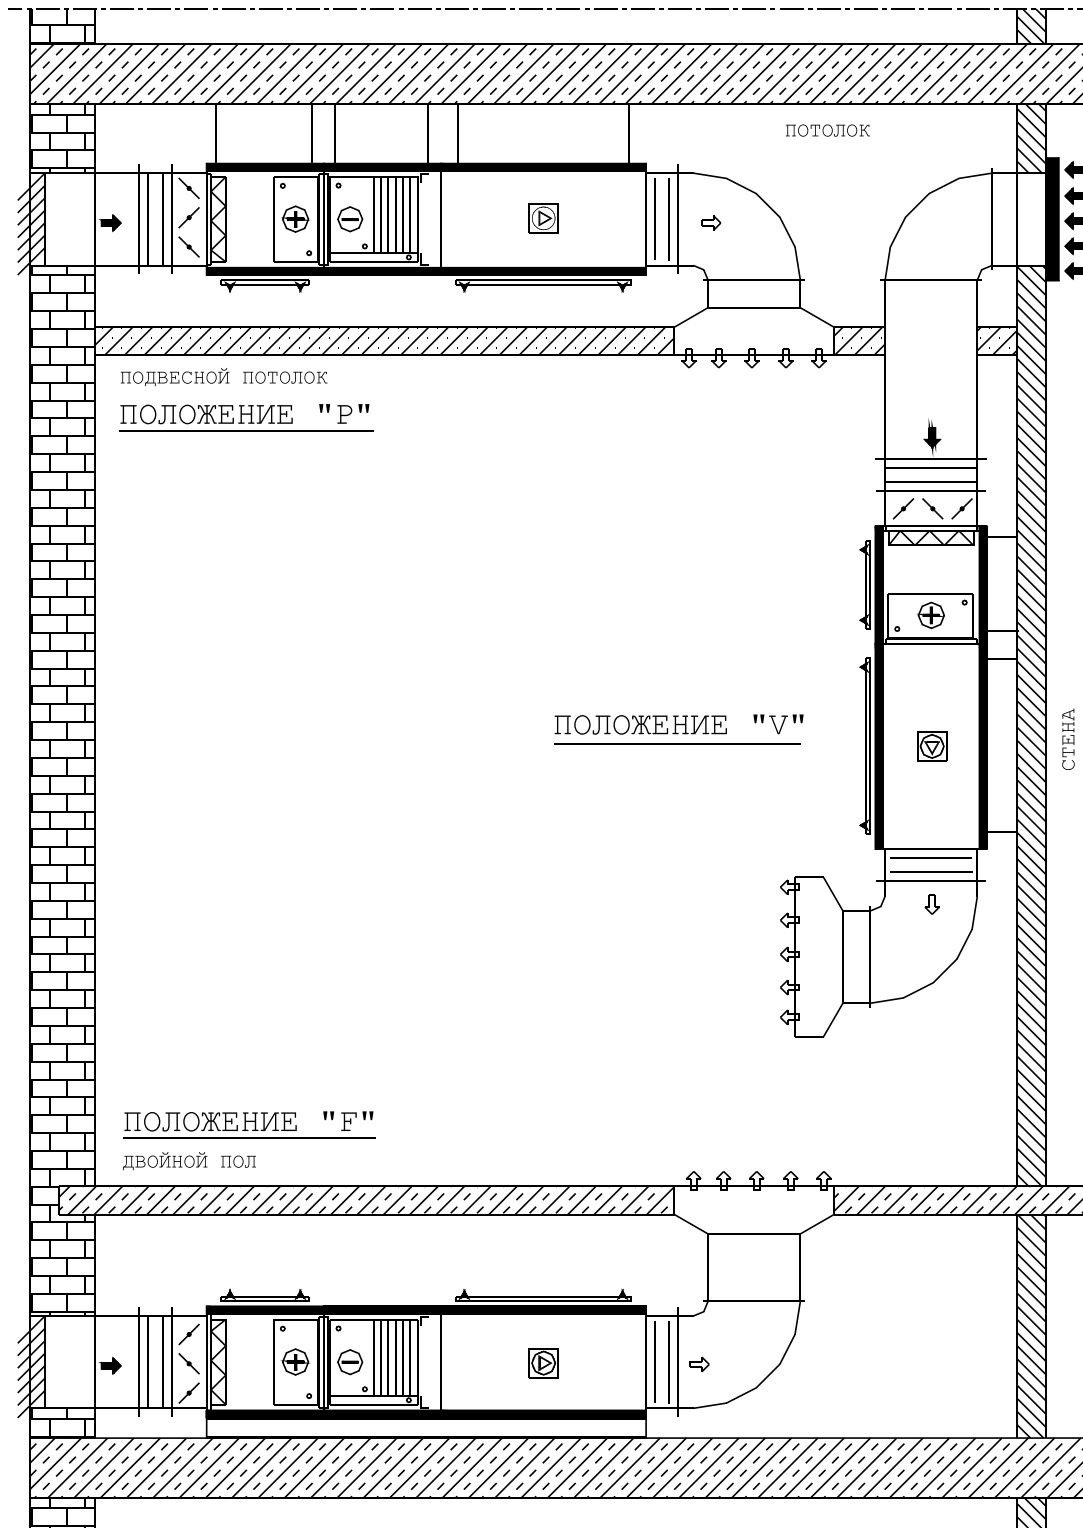 ПОТОЛОК
ПОДВЕСНОЙ ПОТОЛОК
ПОЛОЖЕНИЕ "P"
ПОЛОЖЕНИЕ "V"
СТЕНА
ПОЛОЖЕНИЕ "F"
ДВОЙНОЙ ПОЛ